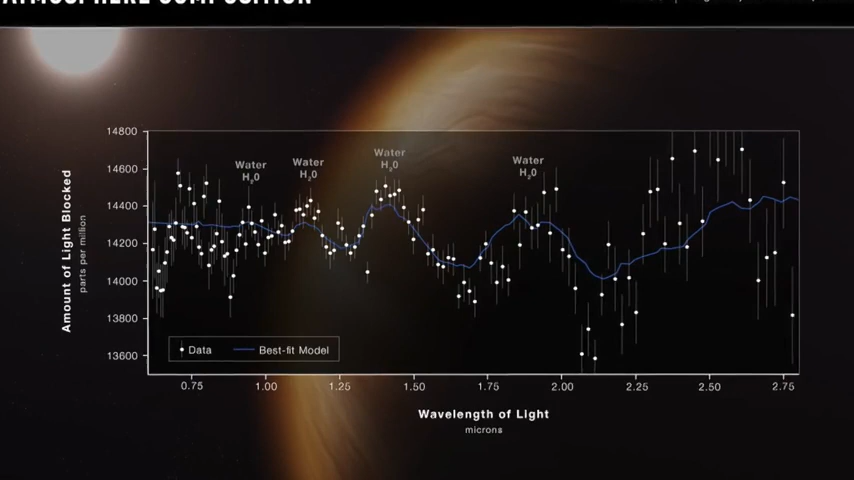 ATMOSPHERE COMPOSITION
Water
H₂O
Water
H₂O
Water
H₂O
Water
H₂O
14800
14600
14400
14200
14000
13800
13600
Amount of Light Blocked
parts per million
Data
Best-fit Model
0.75
1.00
1.25
1.50
1.75
2.00
2.25
2.50
2.75
Wavelength of Light
microns